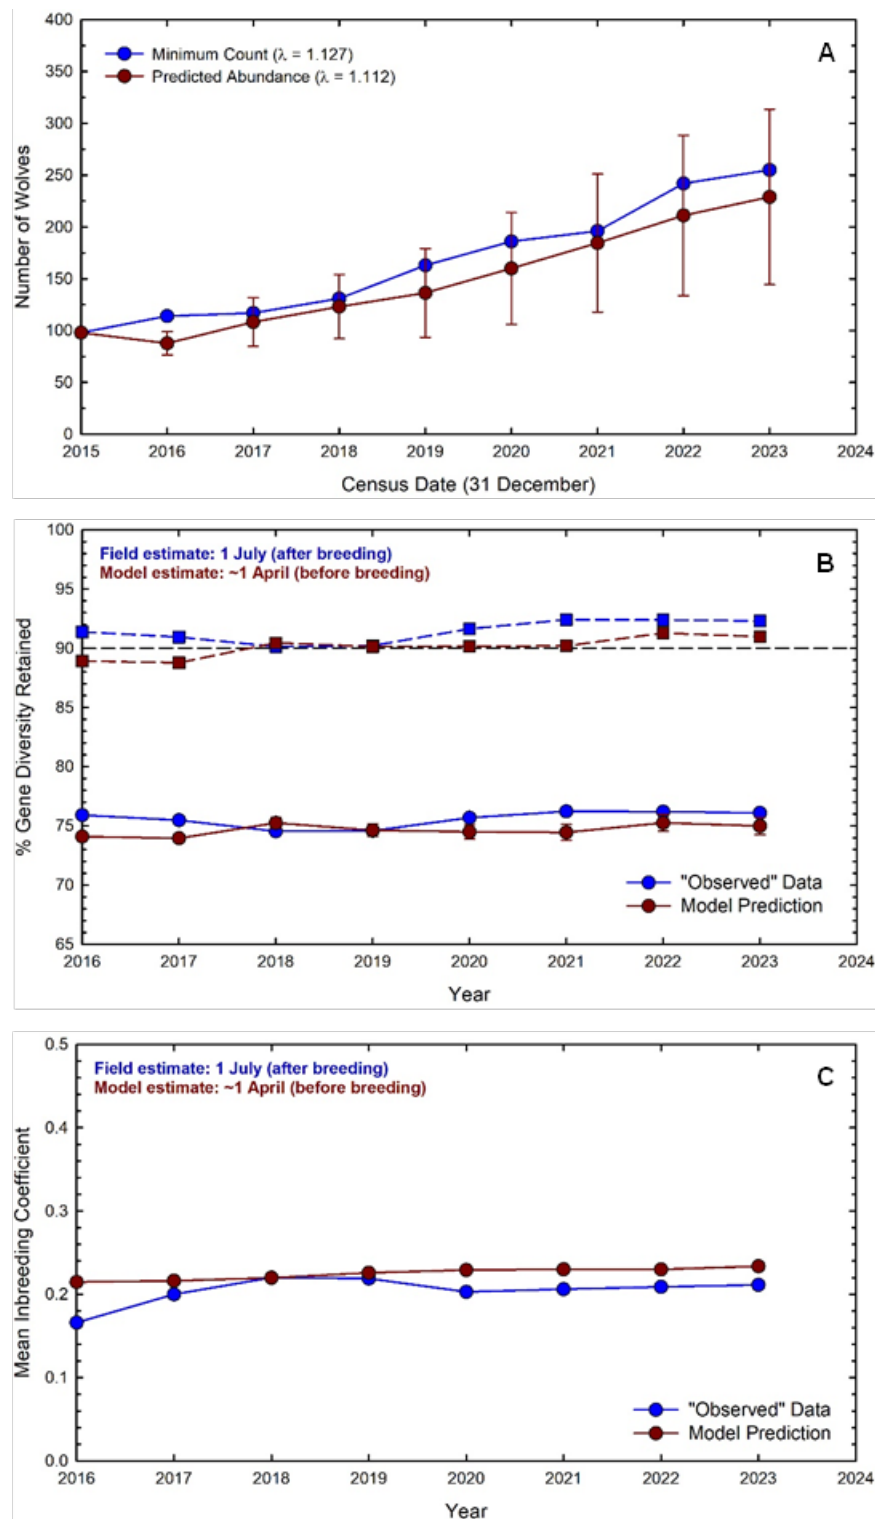 400
350
300
250
200
150
100
50
0
Number of Wolves
Minimum Count (λ = 1.127)
Predicted Abundance (λ = 1.112)
A
2015 2016 2017 2018 2019 2020 2021 2022 2023 2024
Census Date (31 December)
100
95
90
85
80
75
70
65
% Gene Diversity Retained
Field estimate: 1 July (after breeding)
Model estimate: ~1 April (before breeding)
B
"Observed" Data
Model Prediction
2016 2017 2018 2019 2020 2021 2022 2023 2024
Year
0.5
0.4
0.3
0.2
0.1
0.0
Mean Inbreeding Coefficient
Field estimate: 1 July (after breeding)
Model estimate: ~1 April (before breeding)
C
"Observed" Data
Model Prediction
2016 2017 2018 2019 2020 2021 2022 2023 2024
Year